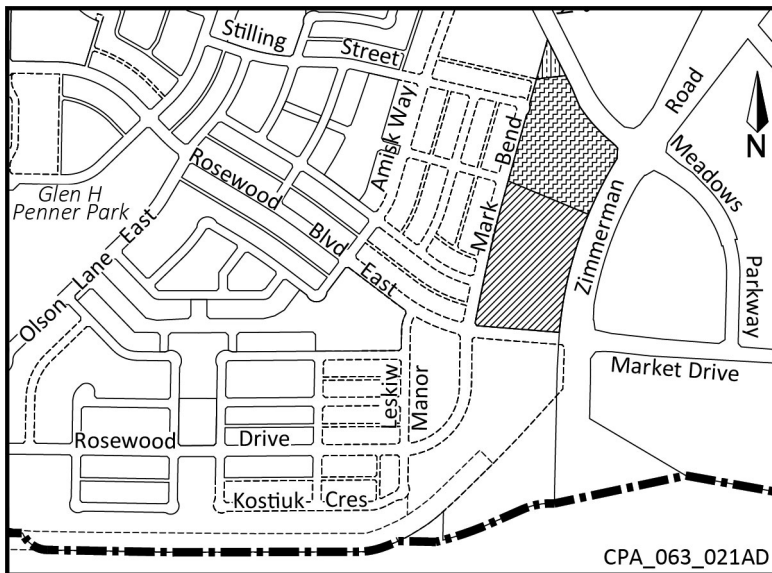 Stilling
Street
Amisk Way
Bend
Mark
Road
Meadows
Parkway
N
Rosewood
Blvd
East
Glen H
Penner Park
Olson Lane East
Zimmerman
Market Drive
Leskiw
Manor
Rosewood
Drive
Kostiuk Cres
CPA_063_021AD